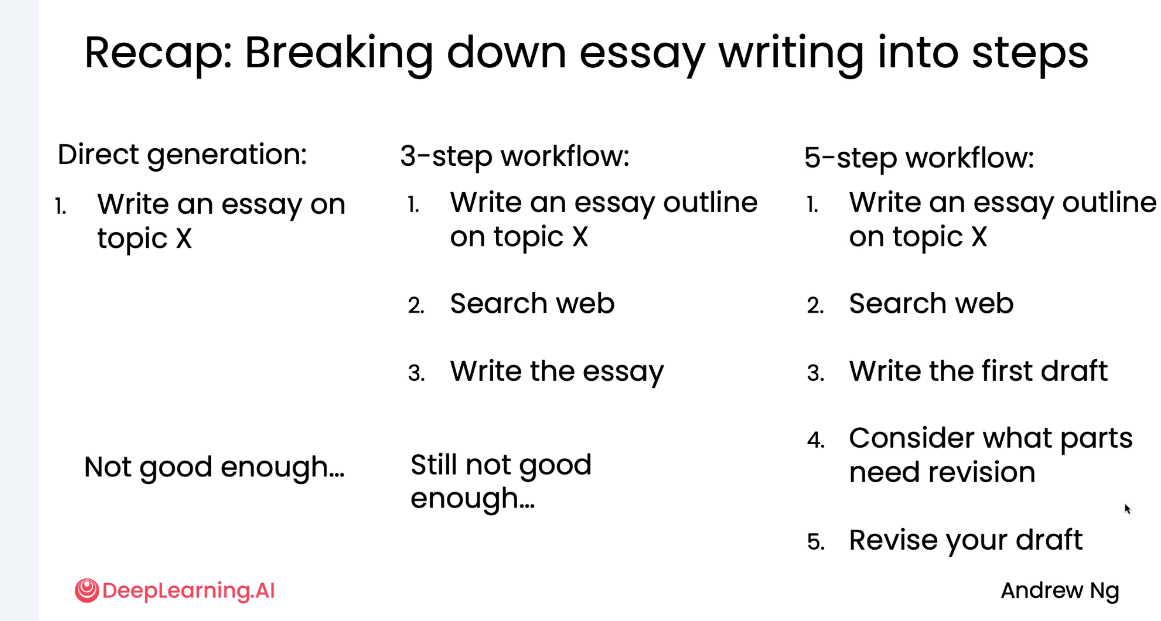 Recap: Breaking down essay writing into steps
Direct generation:
1. Write an essay on
topic X
Not good enough...
3-step workflow:
1. Write an essay outline
on topic X
2. Search web
3. Write the essay
Still not good
enough...
5-step workflow:
1. Write an essay outline
on topic X
2. Search web
3. Write the first draft
4. Consider what parts
need revision
5. Revise your draft
DeepLearning.AI
Andrew Ng